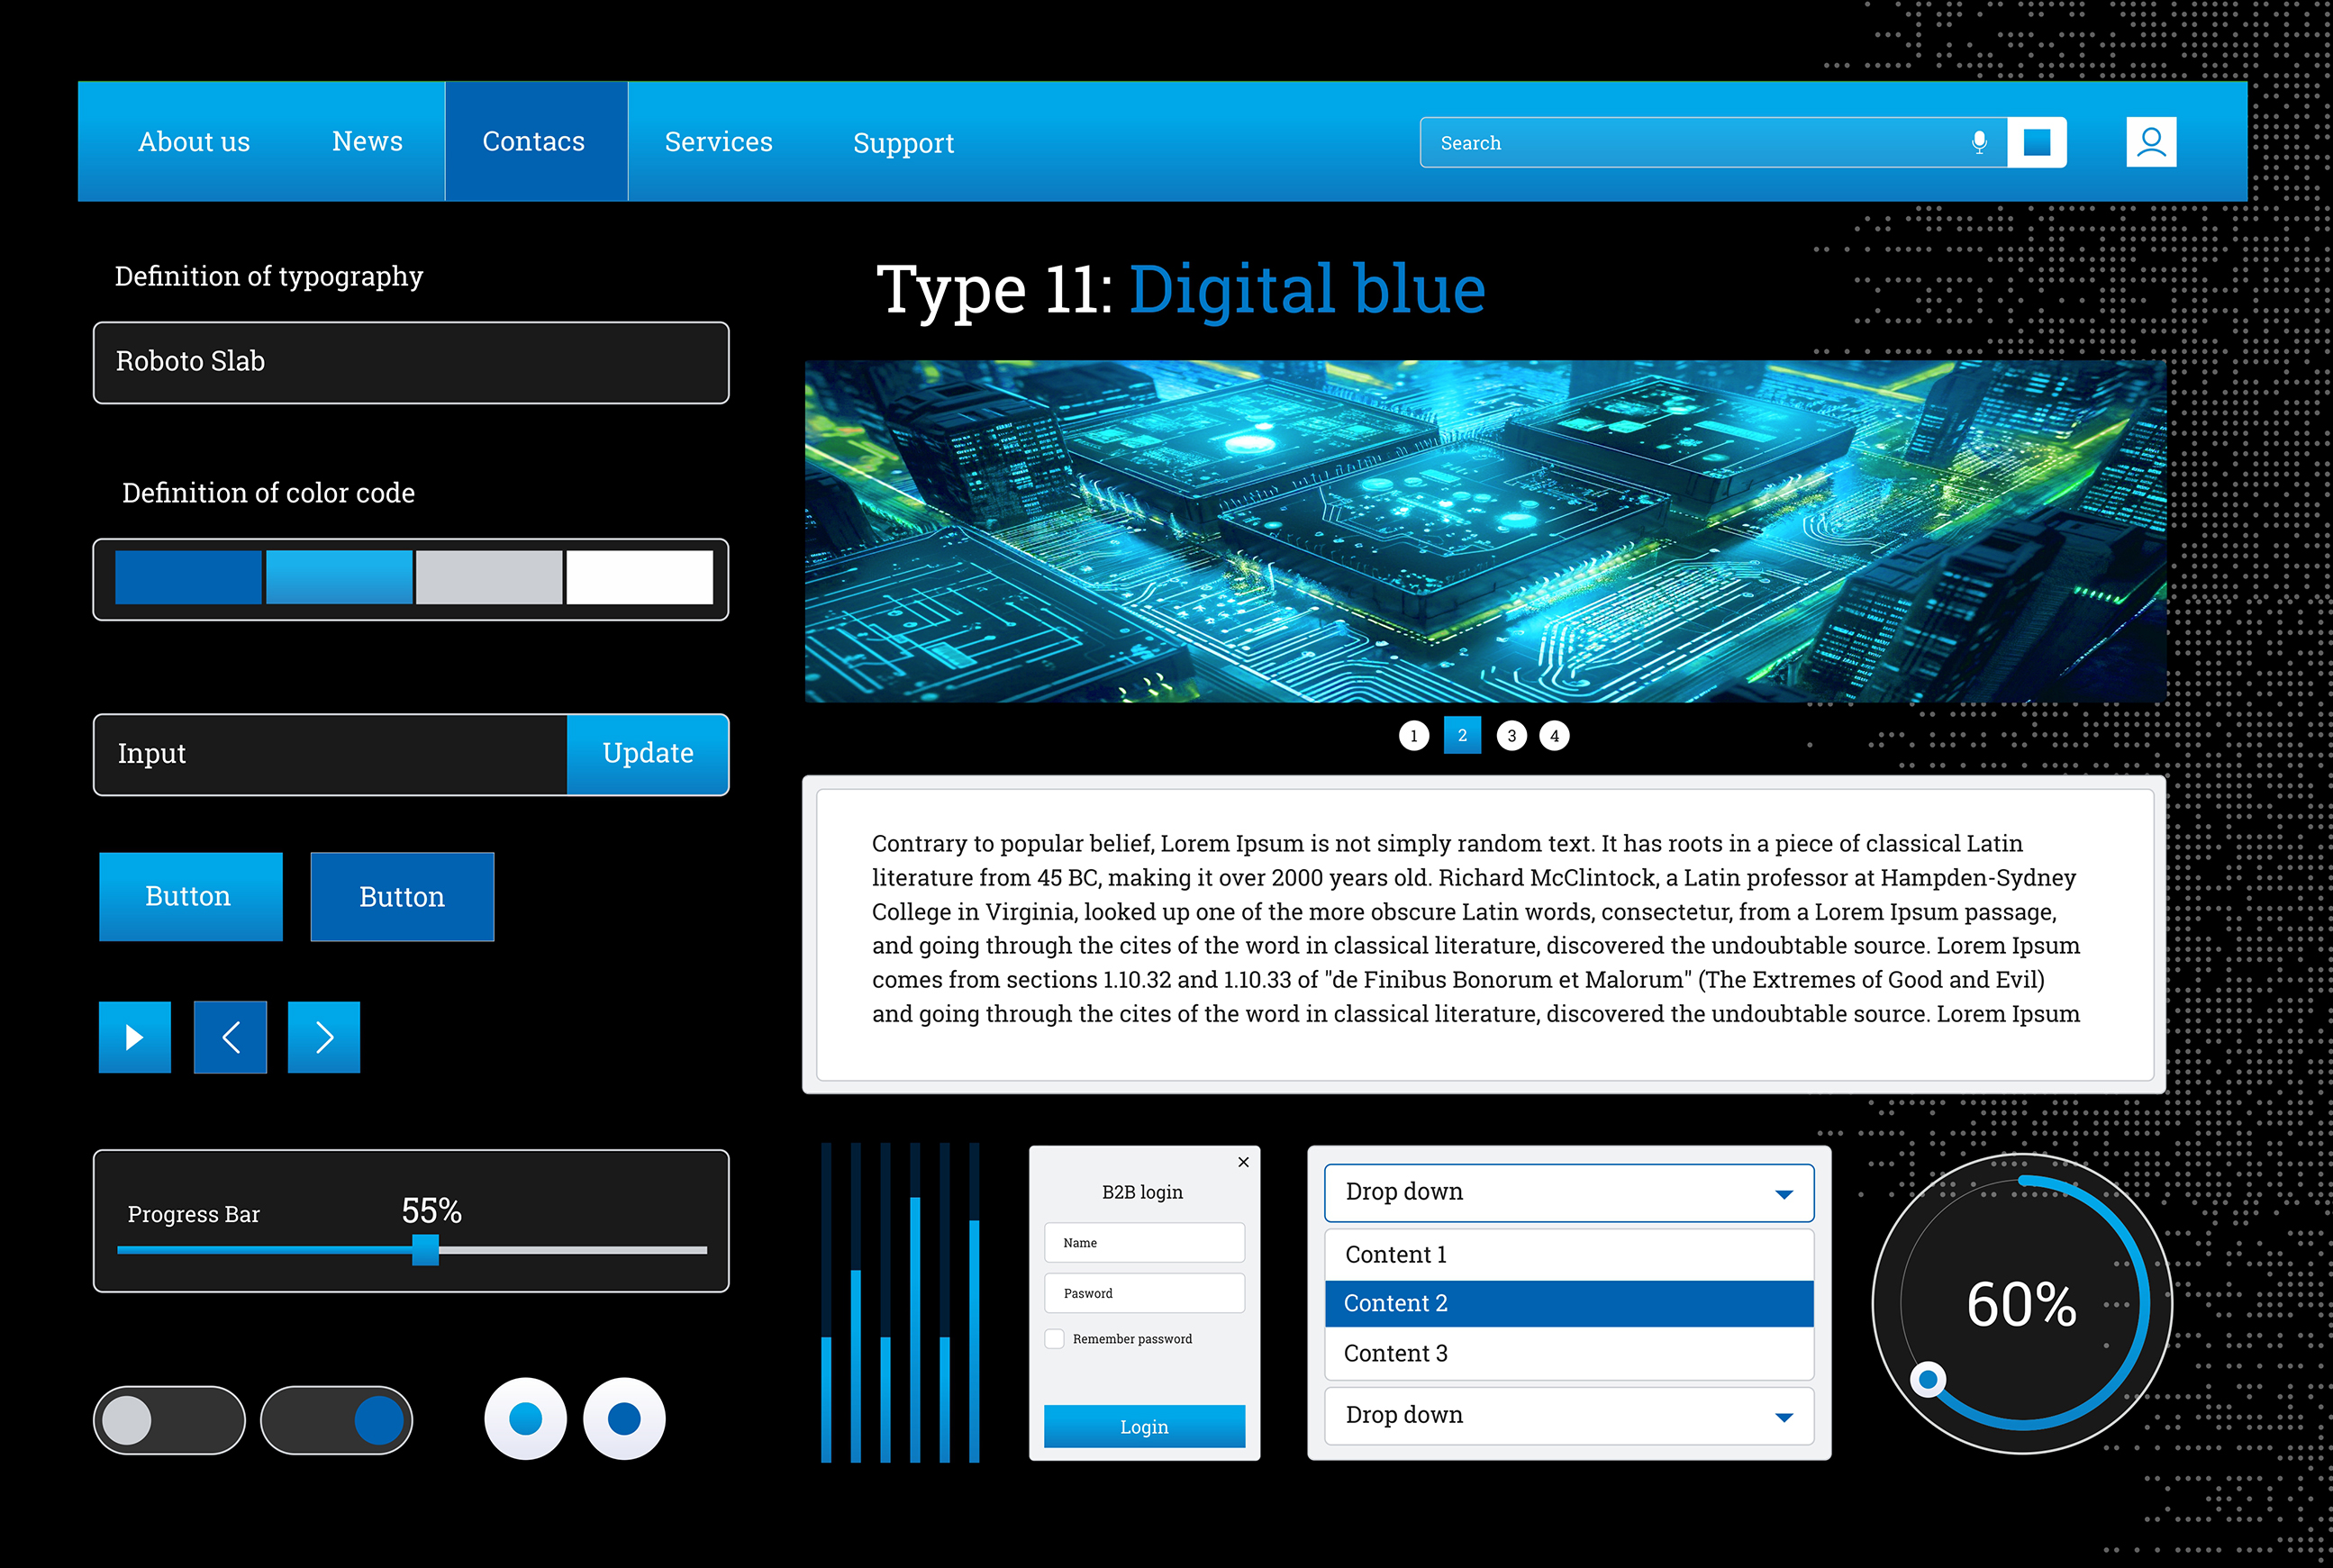 About us
News
Contacs
Services
Support
Search
Definition of typography
Roboto Slab
Definition of color code
Input
Update
Button
Button
Progress Bar
55%
Type 11: Digital blue
1
2
3
4
Contrary to popular belief, Lorem Ipsum is not simply random text. It has roots in a piece of classical Latin
literature from 45 BC, making it over 2000 years old. Richard McClintock, a Latin professor at Hampden-Sydney
College in Virginia, looked up one of the more obscure Latin words, consectetur, from a Lorem Ipsum passage,
and going through the cites of the word in classical literature, discovered the undoubtable source. Lorem Ipsum
comes from sections 1.10.32 and 1.10.33 of "de Finibus Bonorum et Malorum" (The Extremes of Good and Evil)
and going through the cites of the word in classical literature, discovered the undoubtable source. Lorem Ipsum
B2B login
Name
Pasword
Remember password
Login
Drop down
Content 1
Content 2
Content 3
Drop down
60%